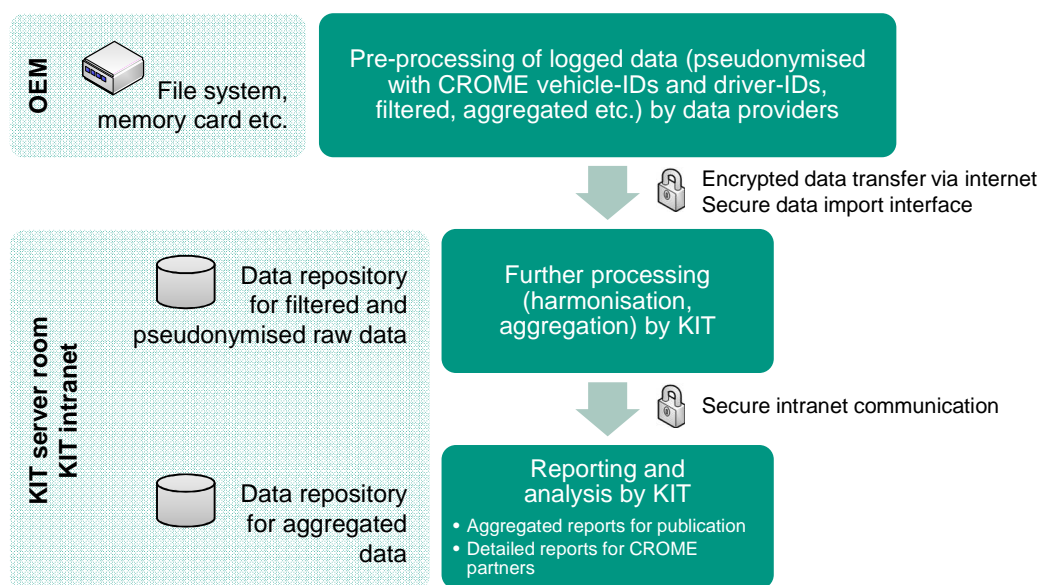 OEM
File system,
memory card etc.
Pre-processing of logged data (pseudonymised
with CROME vehicle-IDs and driver-IDs,
filtered, aggregated etc.) by data providers
Encrypted data transfer via internet
Secure data import interface
KIT server room
KIT intranet
Data repository
for filtered and
pseudonymised raw data
Further processing
(harmonisation,
aggregation) by KIT
Secure intranet communication
Data repository
for aggregated
data
Reporting and
analysis by KIT
• Aggregated reports for publication
• Detailed reports for CROME
partners